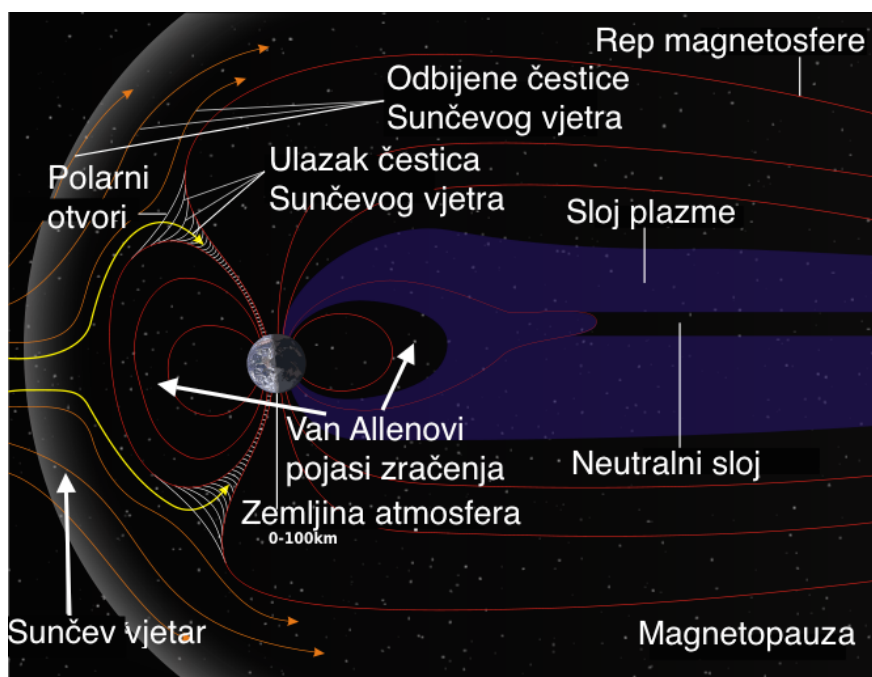 Rep magnetosfere
Odbijene čestice
Sunčevog vjetra
Polarni
otvori
Ulazak čestica
Sunčevog vjetra
Sloj plazme
Van Allenovi
pojasi zračenja
Neutralni sloj
Zemljina atmosfera
0-100km
Sunčev vjetar
Magnetopauza